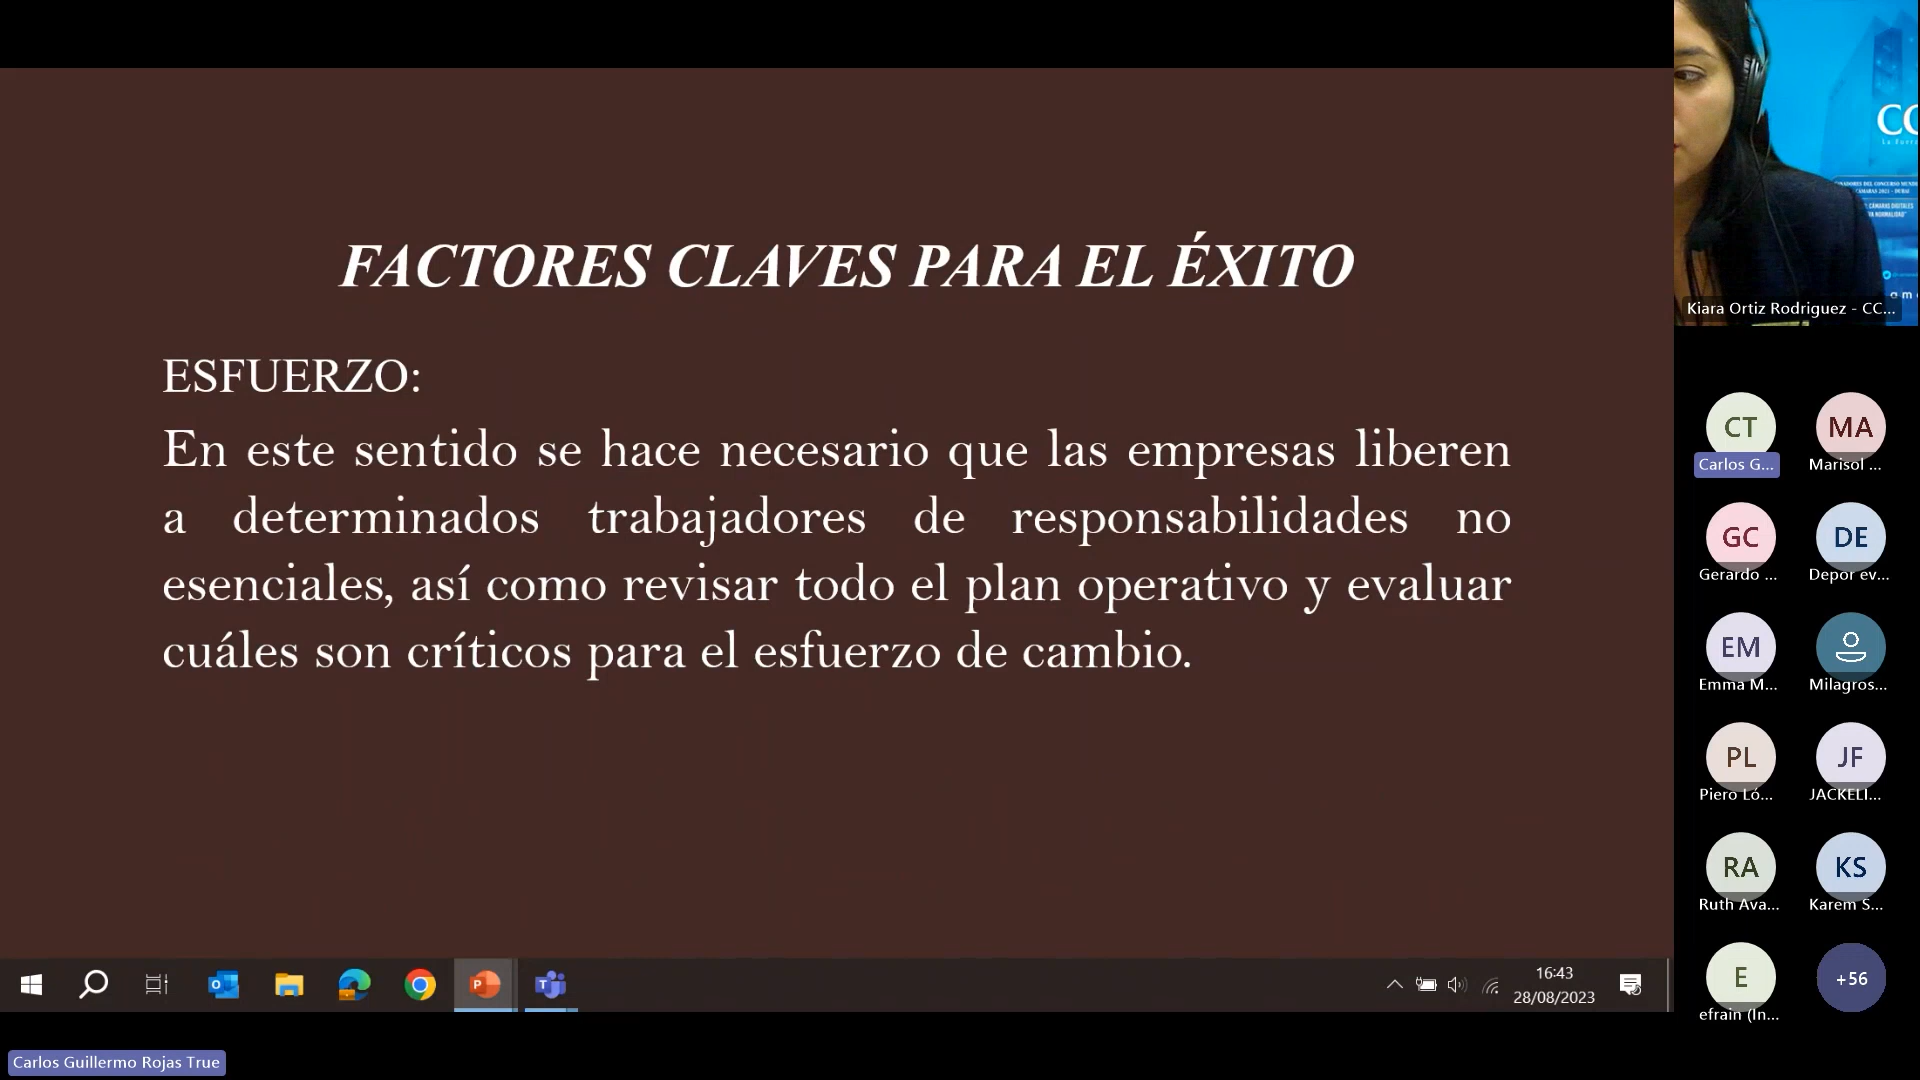 FACTORES CLAVES PARA EL ÉXITO
ESFUERZO:
En este sentido se hace necesario que las empresas liberen
a determinados trabajadores de responsabilidades no
esenciales, así como revisar todo el plan operativo y evaluar
cuáles son críticos para el esfuerzo de cambio.
CC
Kiara Ortiz Rodriguez - CC...
CT
Carlos G...
MA
Marisol ...
GC
Gerardo ...
DE
Depor ev...
EM
Emma M...
Milagros...
PL
Piero Ló...
JF
JACKELI...
RA
Ruth Ava...
KS
Karem S...
E
efrain (In...
+56
16:43
28/08/2023
Carlos Guillermo Rojas True